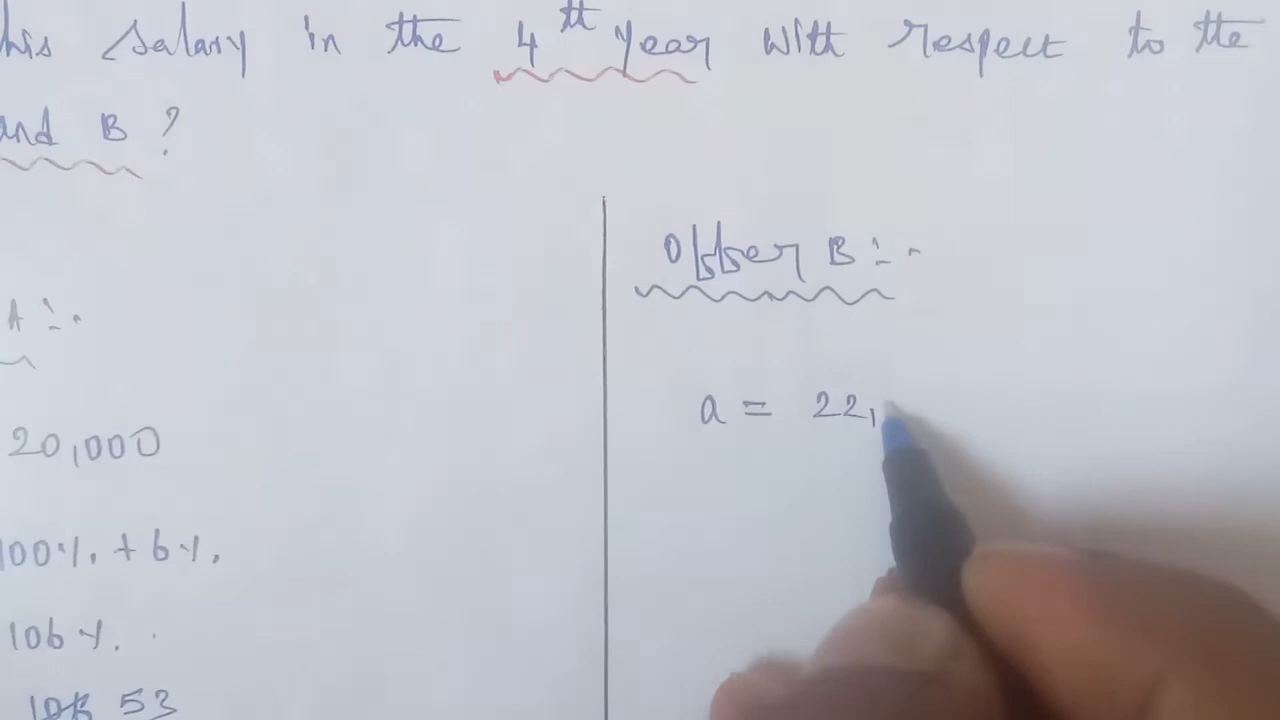 his salary in the 4th year with respect to the
and B ?
Offer B :-
A :-
a = 22,
20,000
100% + 6%
106%
53